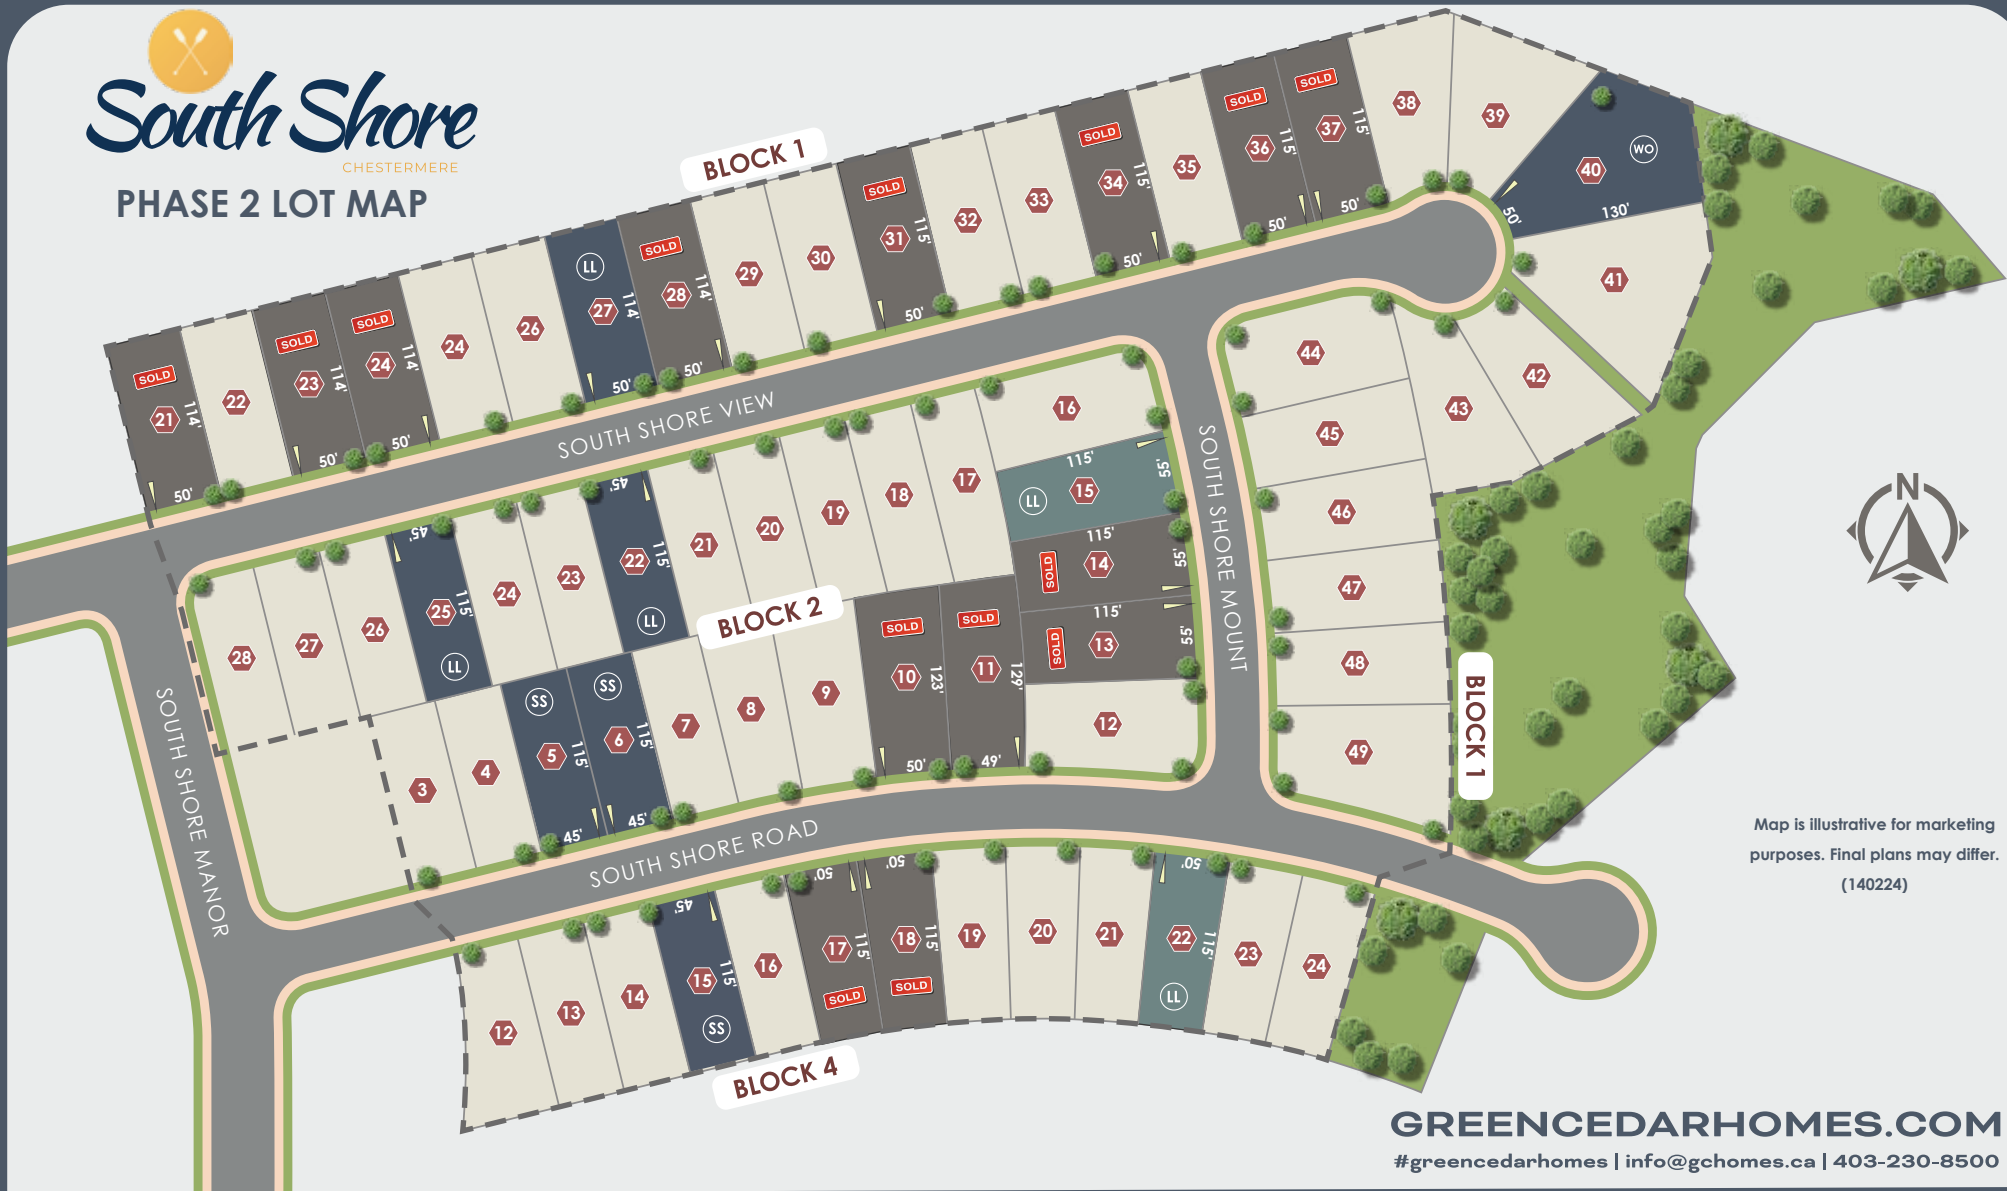 South Shore
CHESTERMERE
PHASE 2 LOT MAP
BLOCK 1
SOLD 21 114' 50'
22
SOLD 23 114' 50'
SOLD 24 114' 50'
24
26
LL 27 114' 50'
SOLD 28 114' 50'
29
30
SOLD 31 115' 50'
32
33
SOLD 34 115' 50'
35
SOLD 36 115' 50'
SOLD 37 115' 50'
38
39
40 WO 50' 130'
41
42
43
44
45
46
47
48
49
BLOCK 1
SOUTH SHORE VIEW
SOUTH SHORE MOUNT
SOUTH SHORE MANOR
SOUTH SHORE ROAD
BLOCK 2
28
27
26
45' 25 115' LL
24
23
45' 22 115' LL
21
20
19
18
17
16
115' 55' LL 15
115' 55' SOLD 14
115' 55' SOLD 13
12
3
4
SS 5 115' 45'
SS 6 115' 45'
7
8
9
SOLD 10 123' 50'
SOLD 11 129' 49'
BLOCK 4
12
13
14
45' 15 115' SS
16
50' 17 115' SOLD
50' 18 115' SOLD
19
20
21
50' 22 115' LL
23
24
N
Map is illustrative for marketing
purposes. Final plans may differ.
(140224)
GREENCEDARHOMES.COM
#greencedarhomes | info@gchomes.ca | 403-230-8500